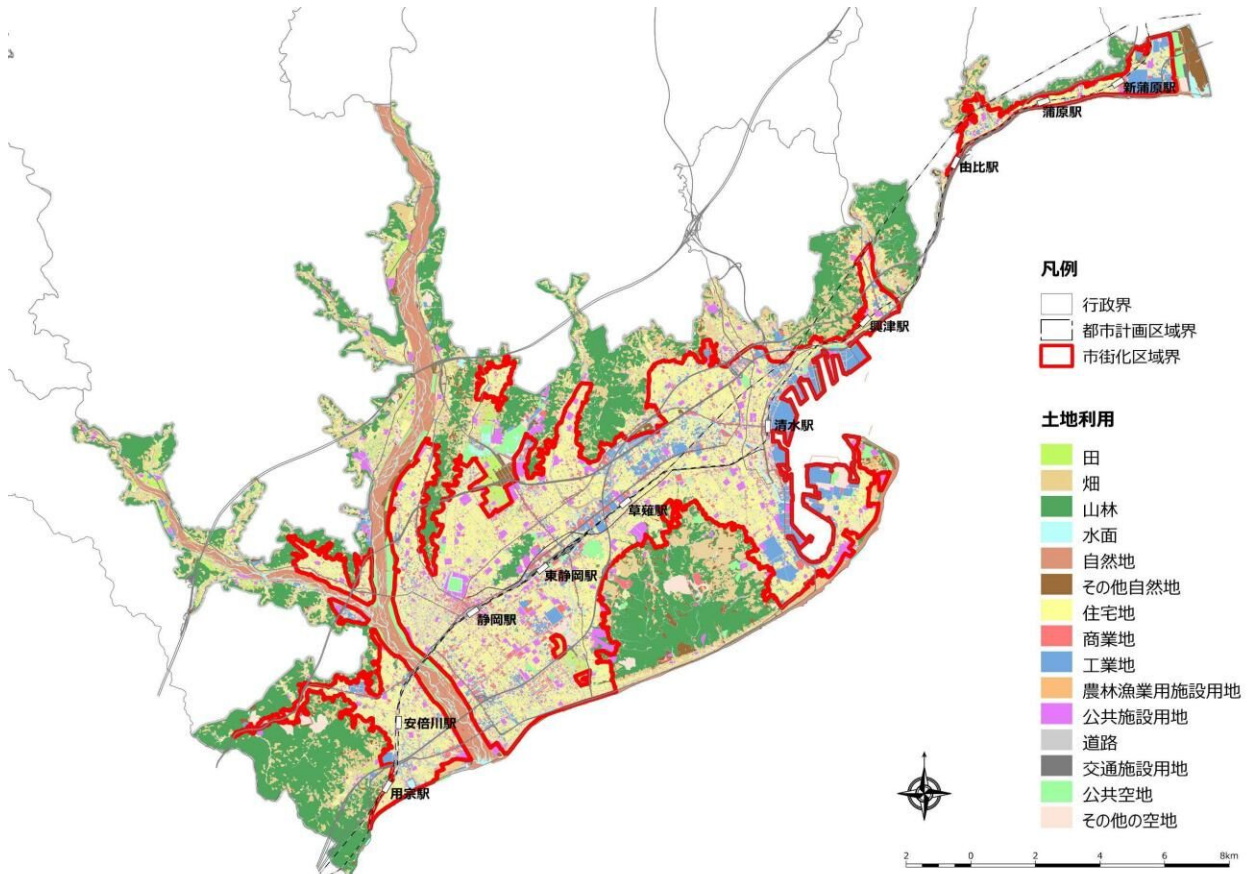 新蒲原駅
蒲原駅
由比駅
興津駅
清水駅
草薙駅
東静岡駅
静岡駅
安倍川駅
用宗駅
凡例
行政界
都市計画区域界
市街化区域界
土地利用
田
畑
山林
水面
自然地
その他自然地
住宅地
商業地
工業地
農林漁業用施設用地
公共施設用地
道路
交通施設用地
公共空地
その他の空地
2 0 2 4 6 8km